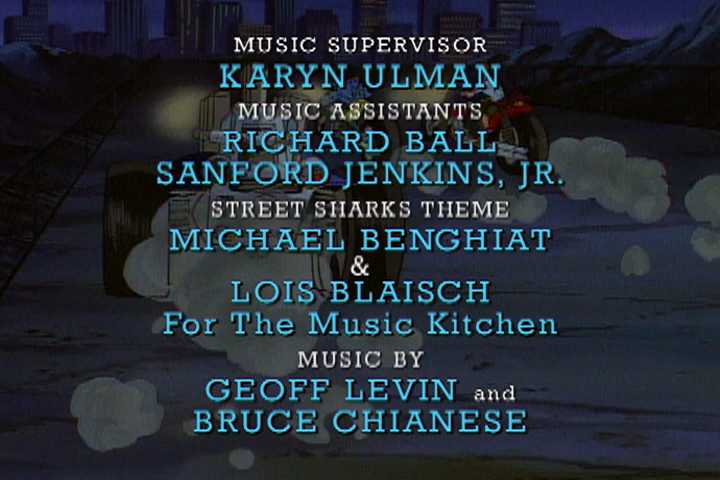 MUSIC SUPERVISOR
KARYN ULMAN
MUSIC ASSISTANTS
RICHARD BALL
SANFORD JENKINS, JR.
STREET SHARKS THEME
MICHAEL BENGHIAT
&
LOIS BLAISCH
For The Music Kitchen
MUSIC BY
GEOFF LEVIN and
BRUCE CHIANESE